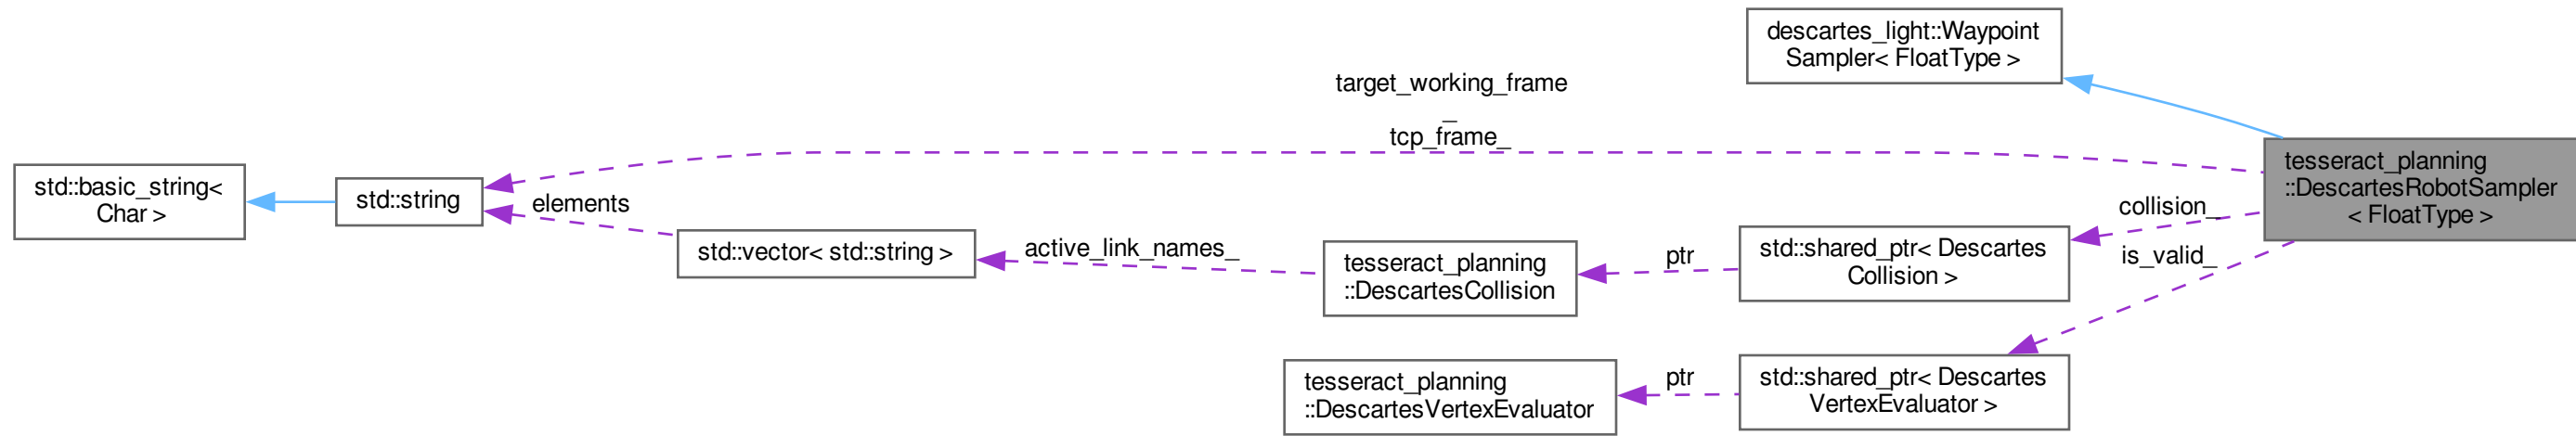 descartes_light::Waypoint
Sampler< FloatType >
target_working_frame
_
tcp_frame_
tesseract_planning
::DescartesRobotSampler
< FloatType >
std::basic_string<
Char >
std::string
elements
collision_
std::vector< std::string >
active_link_names_
tesseract_planning
::DescartesCollision
ptr
std::shared_ptr< Descartes
Collision >
is_valid_
tesseract_planning
::DescartesVertexEvaluator
ptr
std::shared_ptr< Descartes
VertexEvaluator >